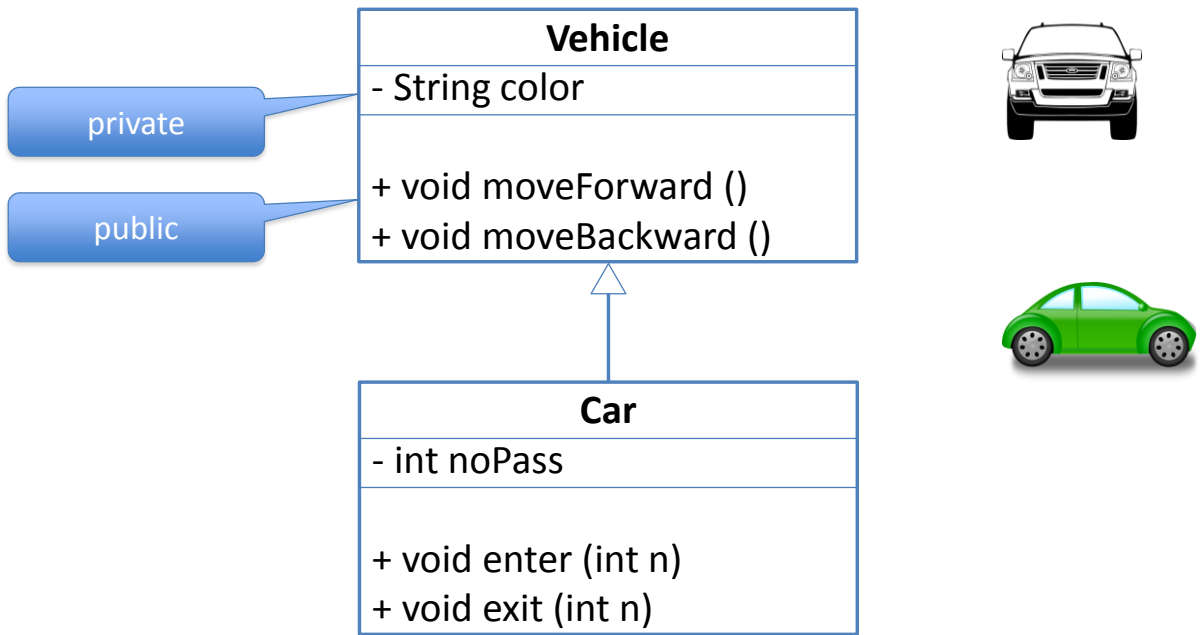 Vehicle
- String color
private
+ void moveForward ()
public
+ void moveBackward ()
Car
- int noPass
+ void enter (int n)
+ void exit (int n)